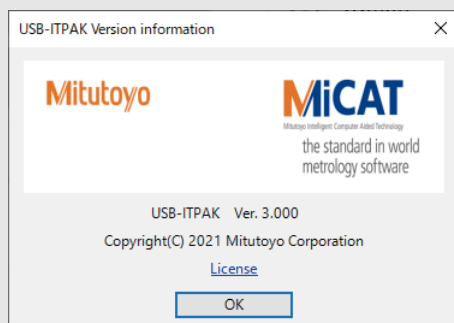 USB-ITPAK Version information
Mitutoyo
MiCAT
Mitutoyo Intelligent Computer Aided Technology
the standard in world
metrology software
USB-ITPAK Ver. 3.000
Copyright(C) 2021 Mitutoyo Corporation
License
OK